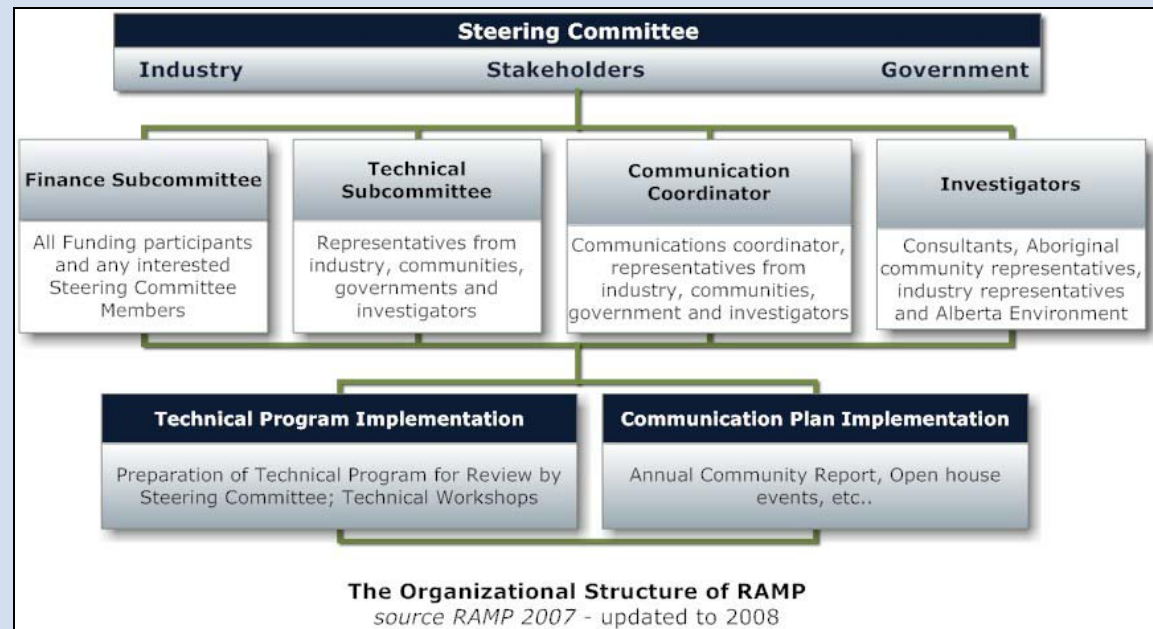 Steering Committee
Industry Stakeholders Government
Finance Subcommittee
All Funding participants
and any interested
Steering Committee
Members
Technical
Subcommittee
Representatives from
industry, communities,
governments and
investigators
Communication
Coordinator
Communications coordinator,
representatives from
industry, communities,
government and investigators
Investigators
Consultants, Aboriginal
community representatives,
industry representatives
and Alberta Environment
Technical Program Implementation
Preparation of Technical Program for Review by
Steering Committee; Technical Workshops
Communication Plan Implementation
Annual Community Report, Open house
events, etc..
The Organizational Structure of RAMP
source RAMP 2007 - updated to 2008